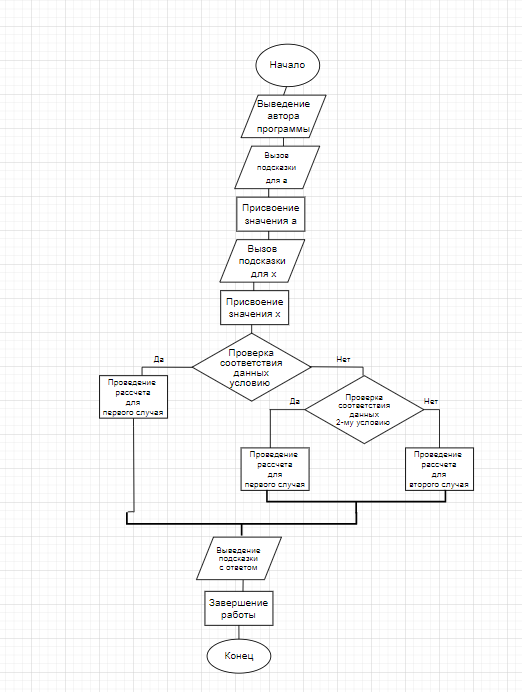 Начало
Выведение
автора
программы
Вызов
подсказки
для a
Присвоение
значения a
Вызов
подсказки
для x
Присвоение
значения x
Проверка
соответствия
данных
условию
Да
Нет
Проведение
рассчета
для
первого случая
Проверка
соответствия
данных
2-му условию
Да
Нет
Проведение
рассчета
для
первого случая
Проведение
рассчета
для
второго случая
Выведение
подсказки
с ответом
Завершение
работы
Конец